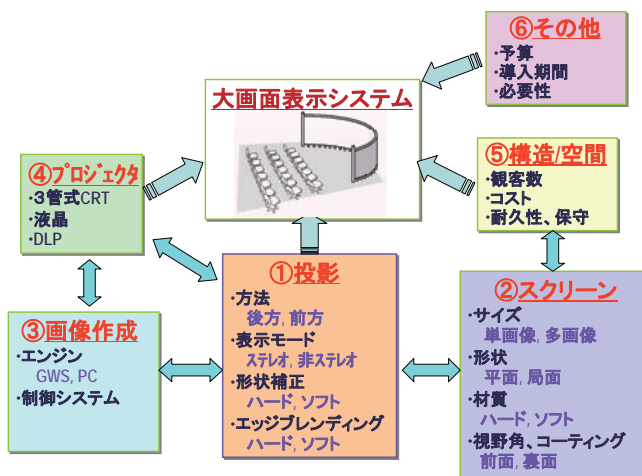 ⑥その他
･予算
･導入期間
･必要性
大画面表示システム
④プロジェクタ
･３管式CRT
･液晶
･DLP
⑤構造/空間
･観客数
･コスト
･耐久性、保守
①投影
･方法
後方, 前方
･表示モード
ステレオ, 非ステレオ
･形状補正
ハード, ソフト
･エッジブレンディング
ハード, ソフト
②スクリーン
･サイズ
単画像, 多画像
･形状
平面, 局面
･材質
ハード, ソフト
･視野角、コーティング
前面, 裏面
③画像作成
･エンジン
GWS, PC
･制御システム